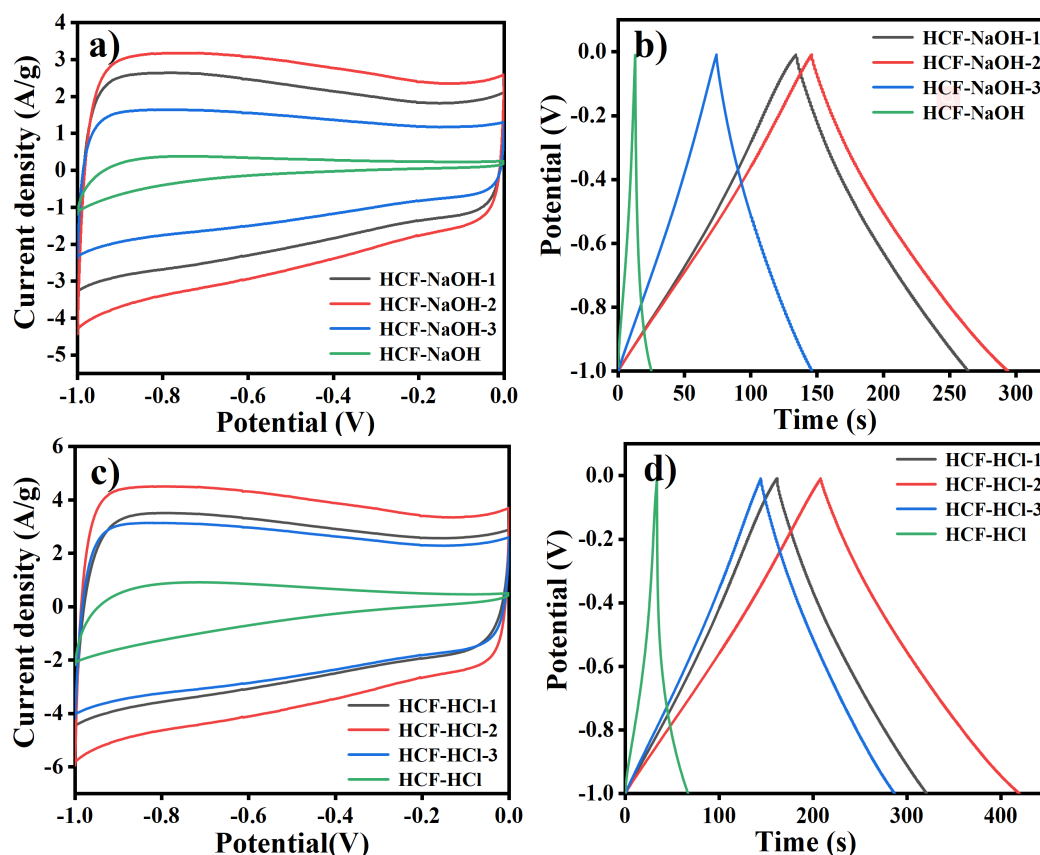 a)
Current density (A/g)
4
3
2
1
0
-1
-2
-3
-4
-5
HCF-NaOH-1
HCF-NaOH-2
HCF-NaOH-3
HCF-NaOH
-1.0 -0.8 -0.6 -0.4 -0.2 0.0
Potential (V)
b)
Potential (V)
0.0
-0.2
-0.4
-0.6
-0.8
-1.0
HCF-NaOH-1
HCF-NaOH-2
HCF-NaOH-3
HCF-NaOH
0 50 100 150 200 250 300
Time (s)
c)
Current density (A/g)
6
4
2
0
-2
-4
-6
HCF-HCl-1
HCF-HCl-2
HCF-HCl-3
HCF-HCl
-1.0 -0.8 -0.6 -0.4 -0.2 0.0
Potential(V)
d)
Potential (V)
0.0
-0.2
-0.4
-0.6
-0.8
-1.0
HCF-HCl-1
HCF-HCl-2
HCF-HCl-3
HCF-HCl
0 100 200 300 400
Time (s)